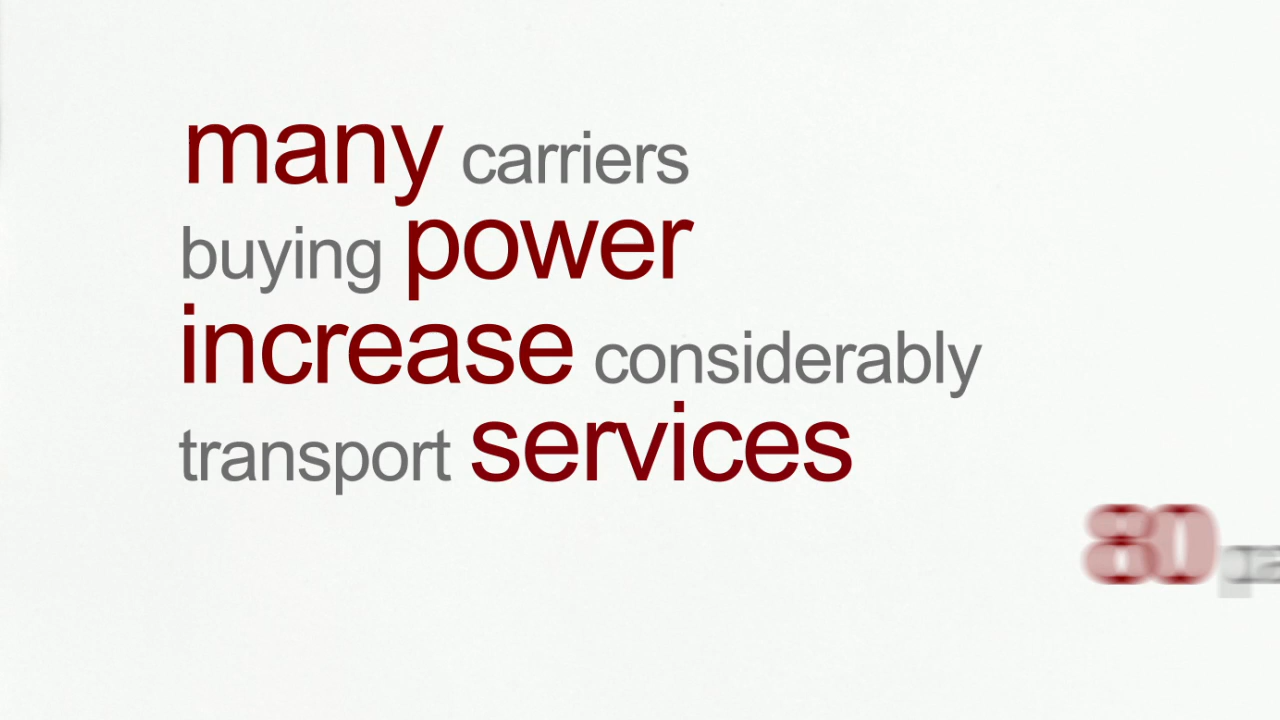 many carriers
buying power
increase considerably
transport services
80